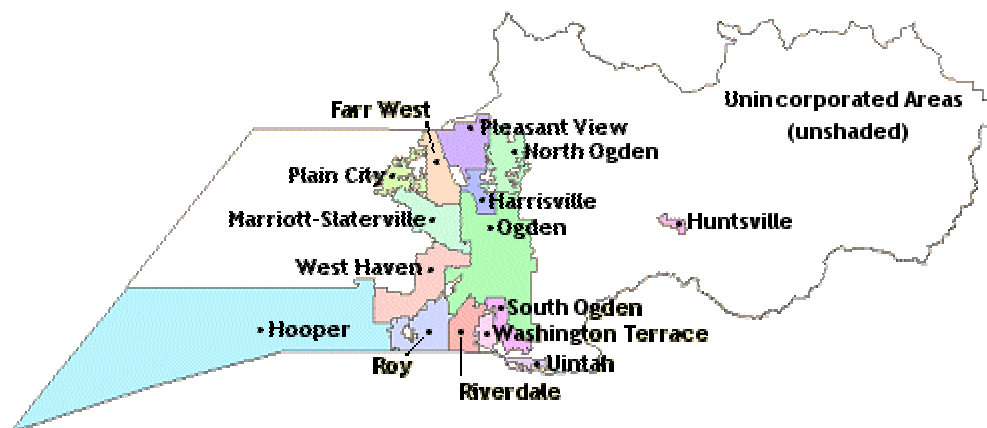 Unincorporated Areas
(unshaded)
Farr West
Pleasant View
North Ogden
Plain City
Harrisville
Marriott-Slaterville
Ogden
Huntsville
West Haven
South Ogden
Hooper
Washington Terrace
Roy
Uintah
Riverdale